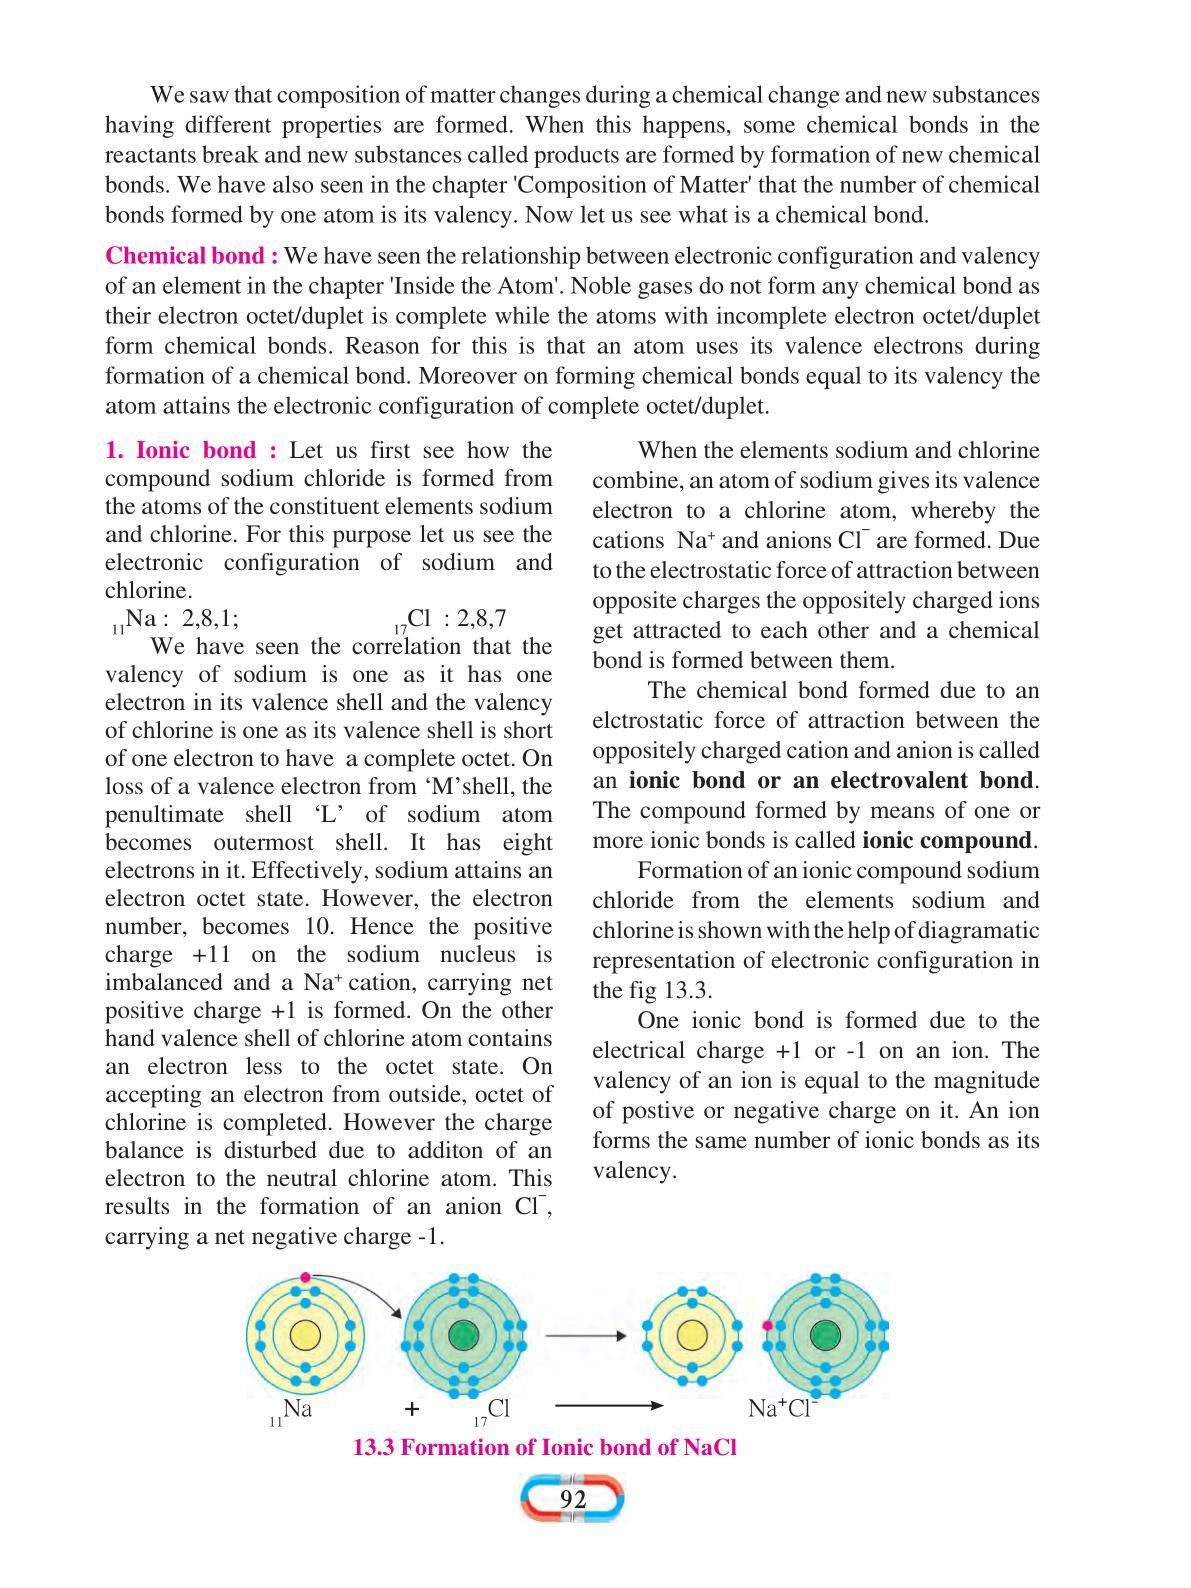 We saw that composition of matter changes during a chemical change and new substances
having different properties are formed. When this happens, some chemical bonds in the
reactants break and new substances called products are formed by formation of new chemical
bonds. We have also seen in the chapter 'Composition of Matter' that the number of chemical
bonds formed by one atom is its valency. Now let us see what is a chemical bond.
Chemical bond : We have seen the relationship between electronic configuration and valency
of an element in the chapter 'Inside the Atom'. Noble gases do not form any chemical bond as
their electron octet/duplet is complete while the atoms with incomplete electron octet/duplet
form chemical bonds. Reason for this is that an atom uses its valence electrons during
formation of a chemical bond. Moreover on forming chemical bonds equal to its valency the
atom attains the electronic configuration of complete octet/duplet.
1. Ionic bond : Let us first see how the
compound sodium chloride is formed from
the atoms of the constituent elements sodium
and chlorine. For this purpose let us see the
electronic configuration of sodium and
chlorine.
₁₁Na : 2,8,1; ₁₇Cl : 2,8,7
We have seen the correlation that the
valency of sodium is one as it has one
electron in its valence shell and the valency
of chlorine is one as its valence shell is short
of one electron to have a complete octet. On
loss of a valence electron from ‘M’shell, the
penultimate shell ‘L’ of sodium atom
becomes outermost shell. It has eight
electrons in it. Effectively, sodium attains an
electron octet state. However, the electron
number, becomes 10. Hence the positive
charge +11 on the sodium nucleus is
imbalanced and a Na⁺ cation, carrying net
positive charge +1 is formed. On the other
hand valence shell of chlorine atom contains
an electron less to the octet state. On
accepting an electron from outside, octet of
chlorine is completed. However the charge
balance is disturbed due to additon of an
electron to the neutral chlorine atom. This
results in the formation of an anion Cl⁻,
carrying a net negative charge -1.
When the elements sodium and chlorine
combine, an atom of sodium gives its valence
electron to a chlorine atom, whereby the
cations Na⁺ and anions Cl⁻ are formed. Due
to the electrostatic force of attraction between
opposite charges the oppositely charged ions
get attracted to each other and a chemical
bond is formed between them.
The chemical bond formed due to an
elctrostatic force of attraction between the
oppositely charged cation and anion is called
an ionic bond or an electrovalent bond.
The compound formed by means of one or
more ionic bonds is called ionic compound.
Formation of an ionic compound sodium
chloride from the elements sodium and
chlorine is shown with the help of diagramatic
representation of electronic configuration in
the fig 13.3.
One ionic bond is formed due to the
electrical charge +1 or -1 on an ion. The
valency of an ion is equal to the magnitude
of postive or negative charge on it. An ion
forms the same number of ionic bonds as its
valency.
₁₁Na + ₁₇Cl Na⁺Cl⁻
13.3 Formation of Ionic bond of NaCl
92